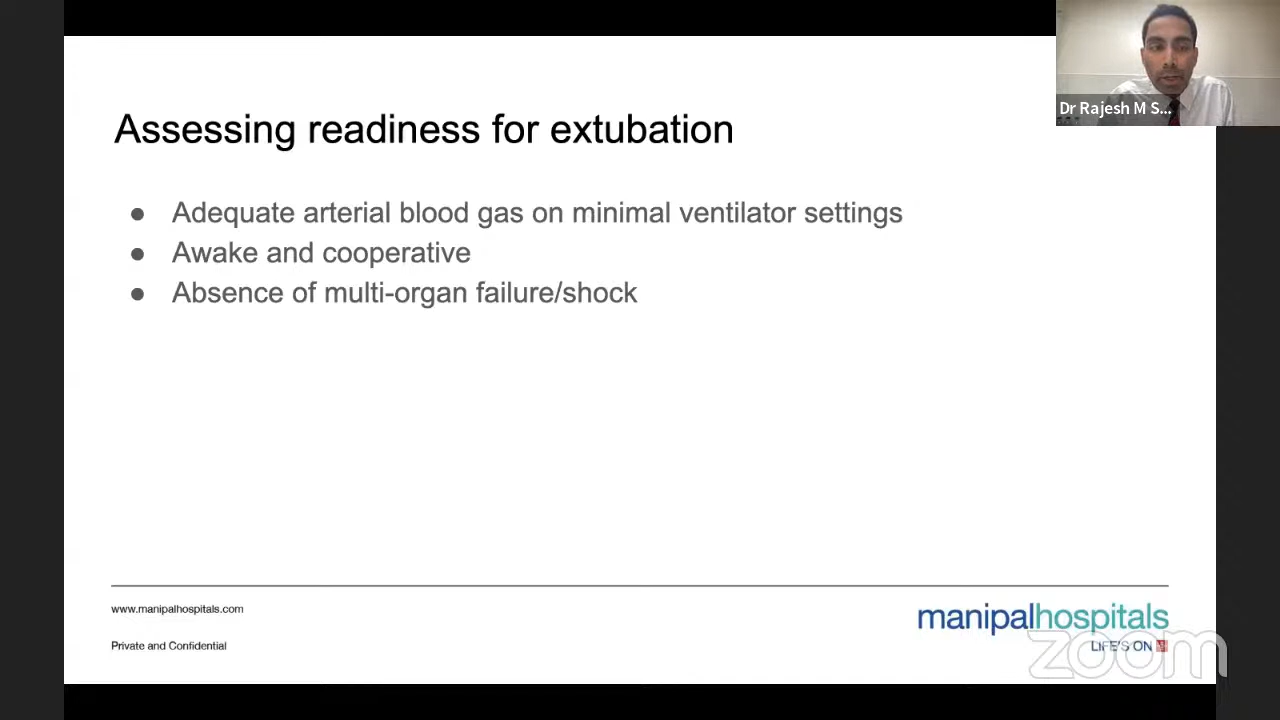 Dr Rajesh M S...
Assessing readiness for extubation
● Adequate arterial blood gas on minimal ventilator settings
● Awake and cooperative
● Absence of multi-organ failure/shock
www.manipalhospitals.com
manipalhospitals
Private and Confidential
LIFE'S ON
zoom